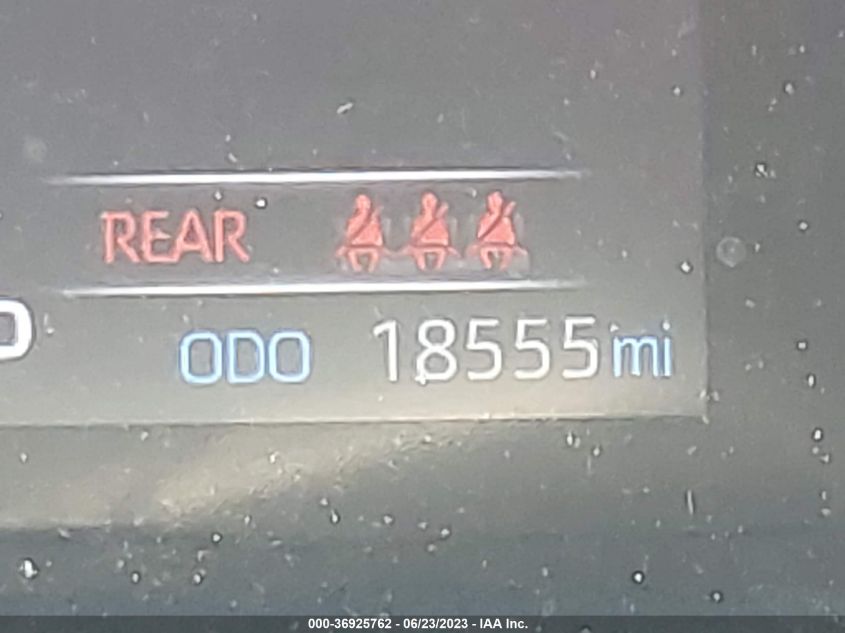 REAR
ODO 18555 mi
000-36925762 - 06/23/2023 - IAA Inc.